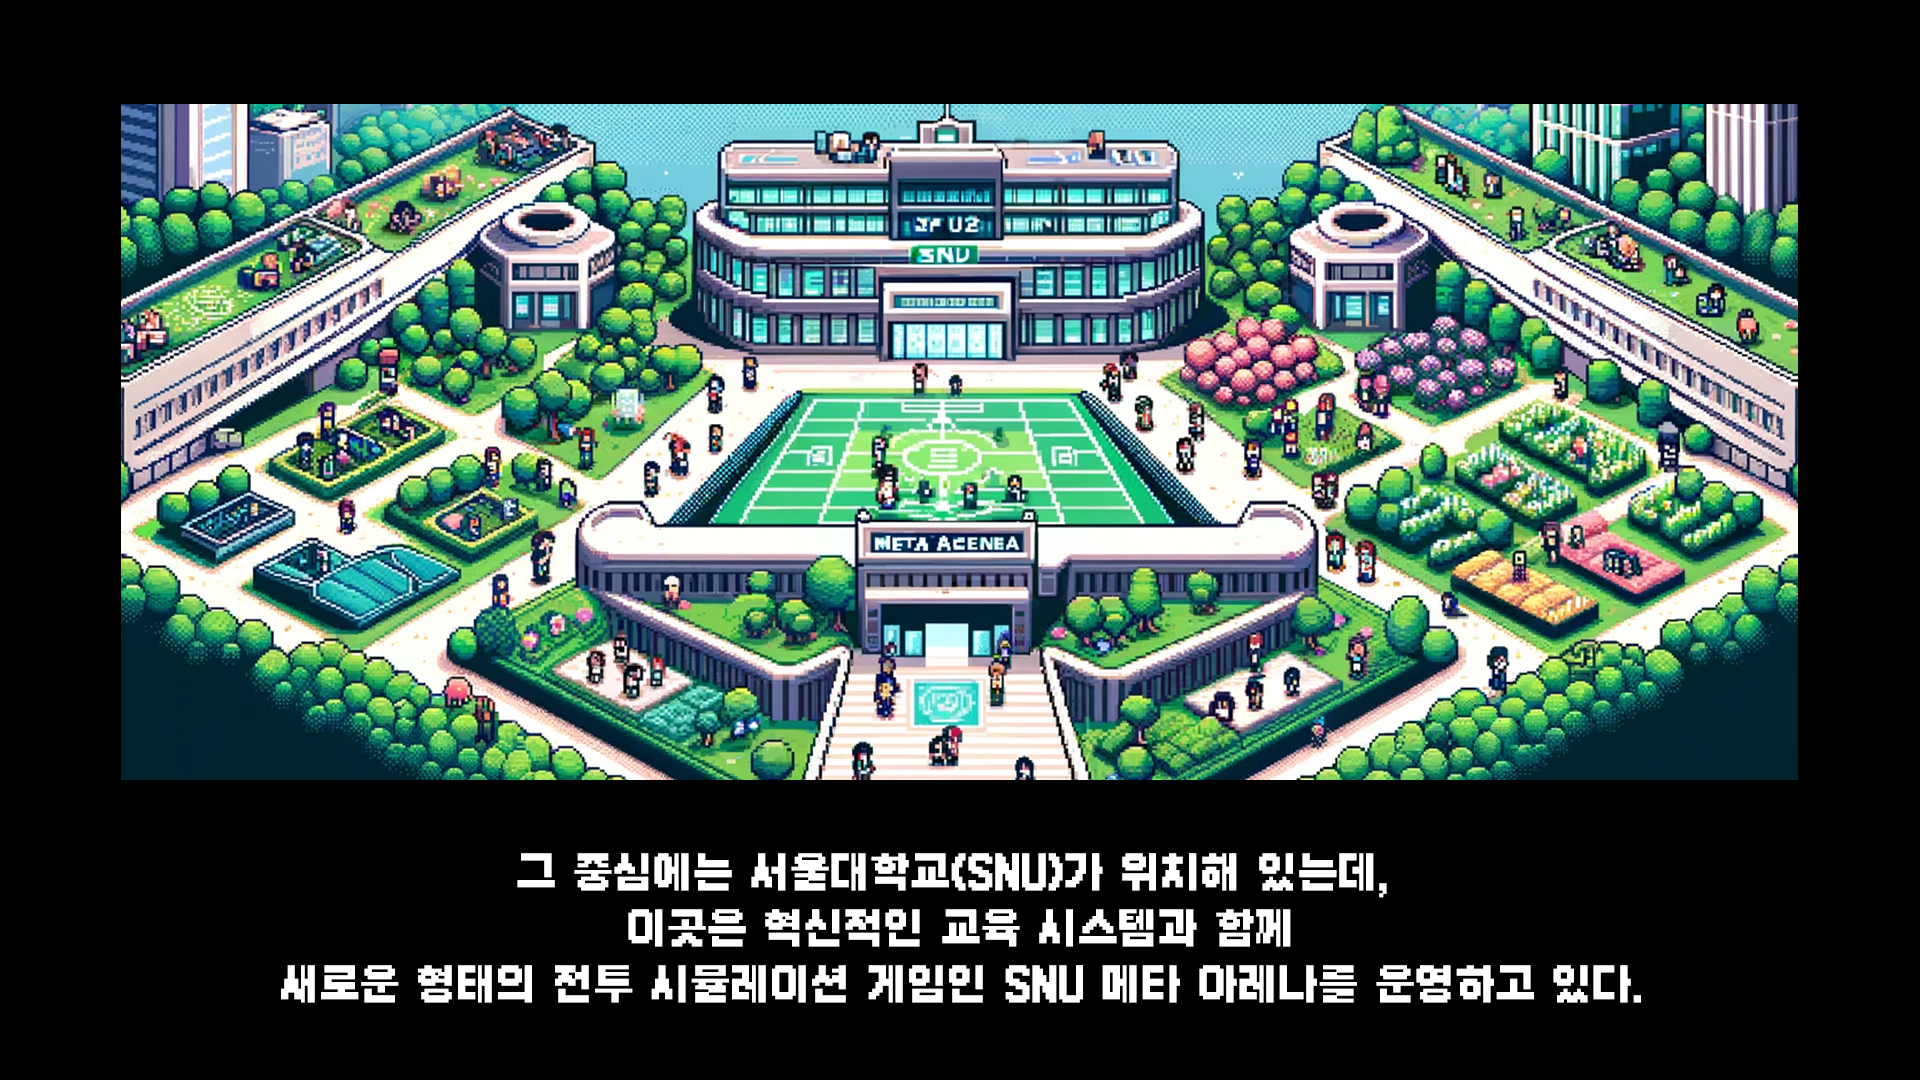 SNU
META ACENEA
그 중심에는 서울대학교(SNU)가 위치해 있는데,
이곳은 혁신적인 교육 시스템과 함께
새로운 형태의 전투 시뮬레이션 게임인 SNU 메타 아레나를 운영하고 있다.